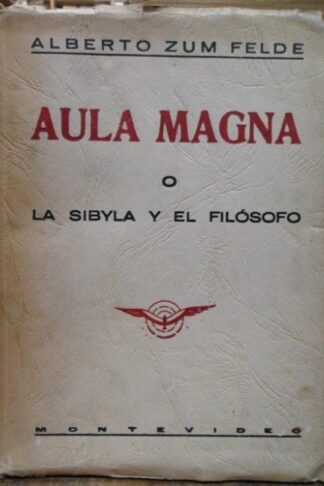 ALBERTO ZUM FELDE
AULA MAGNA
O
LA SIBYLA Y EL FILÓSOFO
MONTEVIDEO